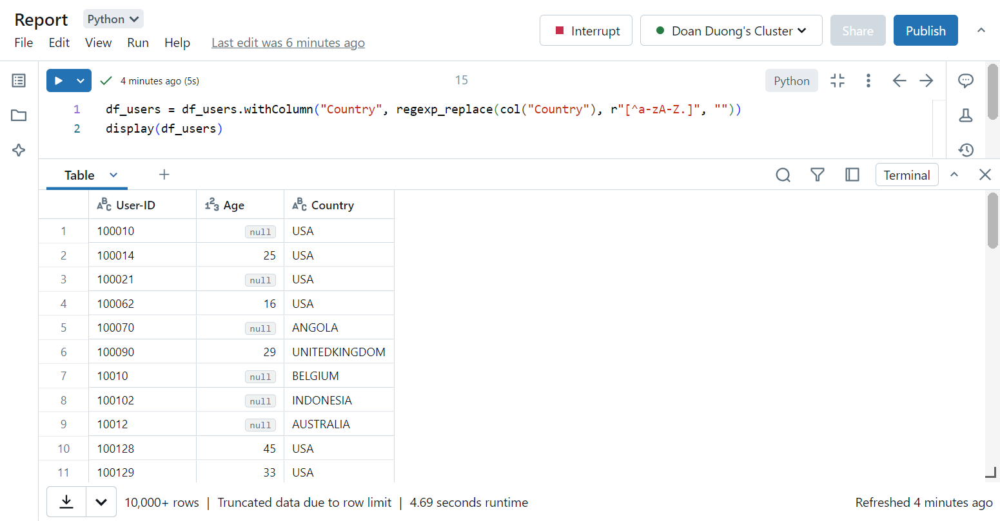 Report Python
File Edit View Run Help Last edit was 6 minutes ago
Interrupt Doan Duong's Cluster Share Publish
4 minutes ago (5s) 15 Python
1 df_users = df_users.withColumn("Country", regexp_replace(col("Country"), r"[^a-zA-Z.]", ""))
2 display(df_users)
Table + Terminal
ABC User-ID 123 Age ABC Country
1 100010 null USA
2 100014 25 USA
3 100021 null USA
4 100062 16 USA
5 100070 null ANGOLA
6 100090 29 UNITEDKINGDOM
7 10010 null BELGIUM
8 100102 null INDONESIA
9 10012 null AUSTRALIA
10 100128 45 USA
11 100129 33 USA
10,000+ rows | Truncated data due to row limit | 4.69 seconds runtime Refreshed 4 minutes ago